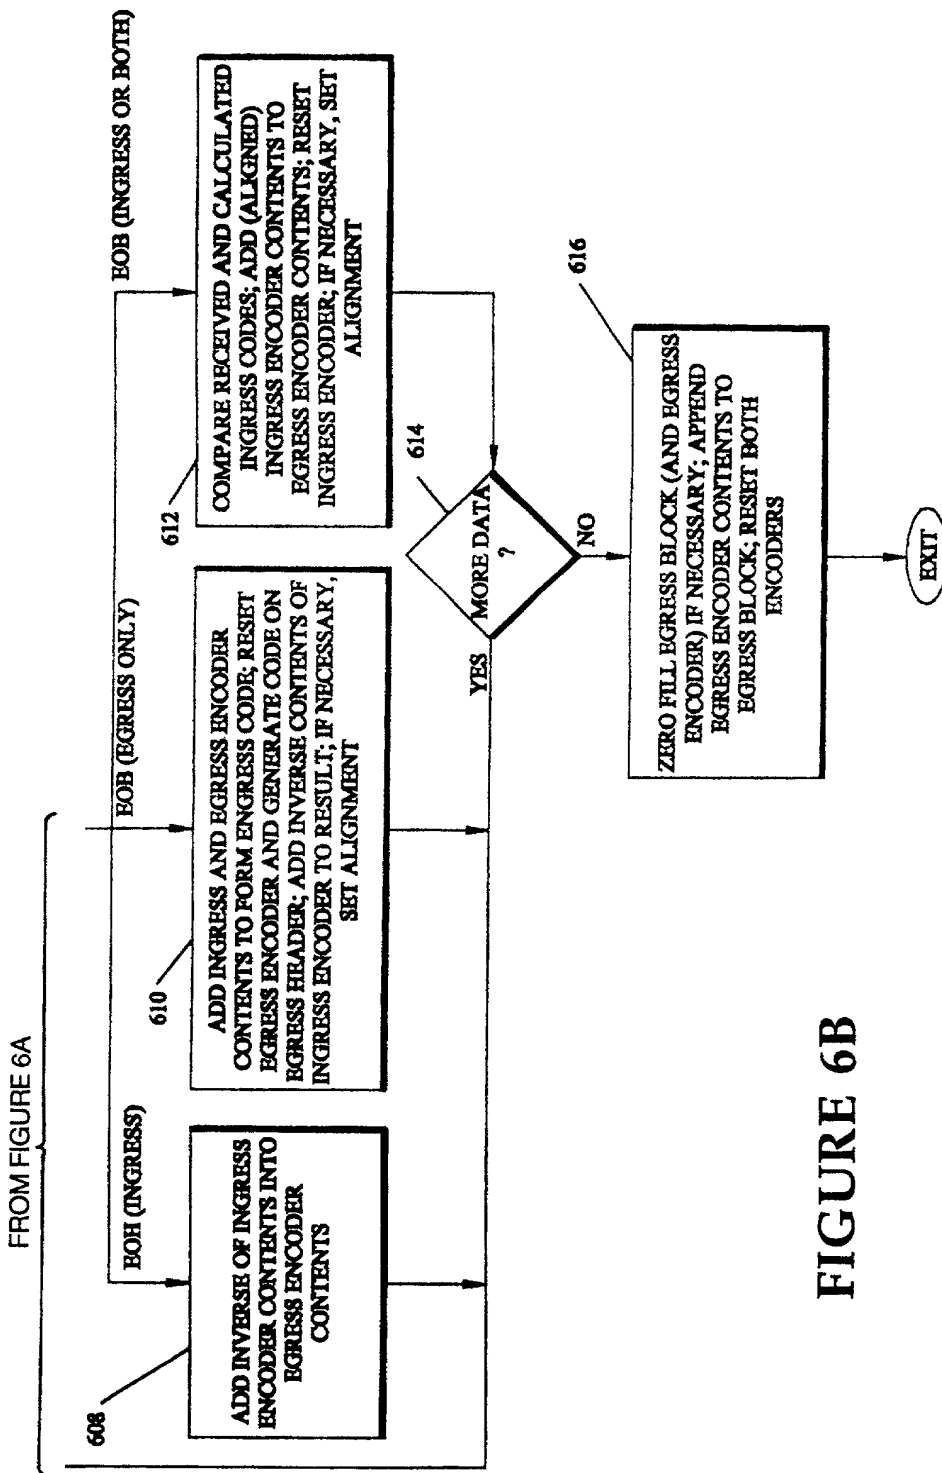 FROM FIGURE 6A
EOH (INGRESS)
EOB (EGRESS ONLY)
EOB (INGRESS OR BOTH)
608
ADD INVERSE OF INGRESS
ENCODER CONTENTS INTO
EGRESS ENCODER
CONTENTS
610
ADD INGRESS AND EGRESS ENCODER
CONTENTS TO FORM ENGRESS CODE; RESET
EGRESS ENCODER AND GENERATE CODE ON
EGRESS HEADER; ADD INVERSE CONTENTS OF
INGRESS ENCODER TO RESULT; IF NECESSARY,
SET ALIGNMENT
612
COMPARE RECEIVED AND CALCULATED
INGRESS CODES; ADD (ALIGNED)
INGRESS ENCODER CONTENTS TO
EGRESS ENCODER CONTENTS; RESET
INGRESS ENCODER; IF NECESSARY, SET
ALIGNMENT
614
MORE DATA
?
YES
NO
616
ZERO FILL EGRESS BLOCK (AND EGRESS
ENCODER) IF NECESSARY; APPEND
EGRESS ENCODER CONTENTS TO
EGRESS BLOCK; RESET BOTH
ENCODERS
EXIT
FIGURE 6B